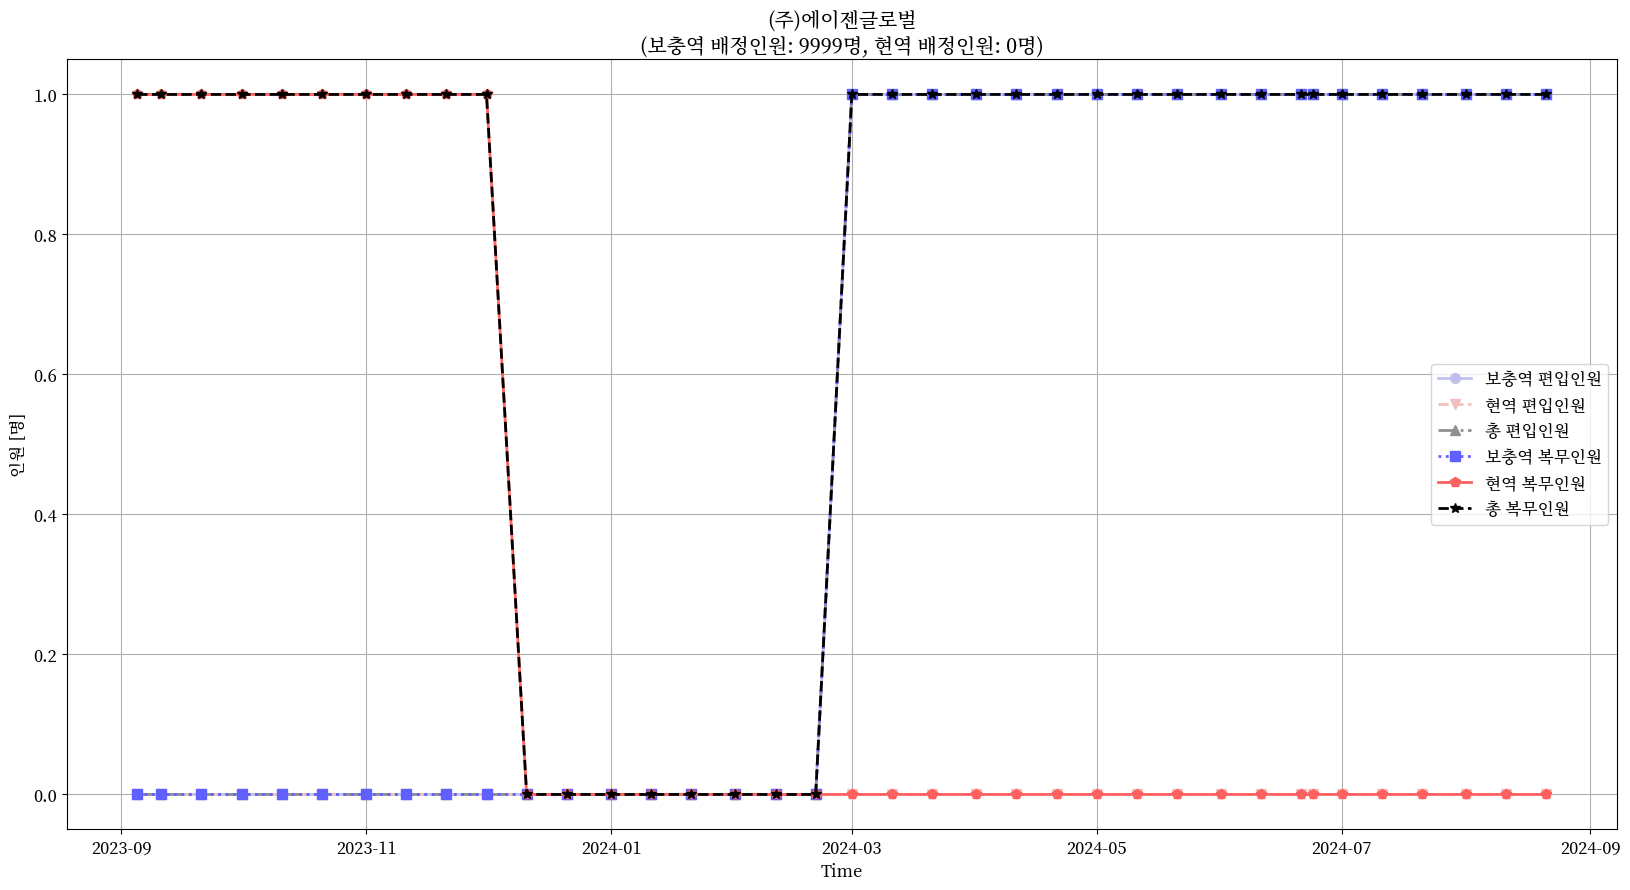 (주)에이젠글로벌
(보충역 배정인원: 9999명, 현역 배정인원: 0명)
1.0
0.8
0.6
0.4
0.2
0.0
인원 [명]
보충역 편입인원
현역 편입인원
총 편입인원
보충역 복무인원
현역 복무인원
총 복무인원
2023-09 2023-11 2024-01 2024-03 2024-05 2024-07 2024-09
Time